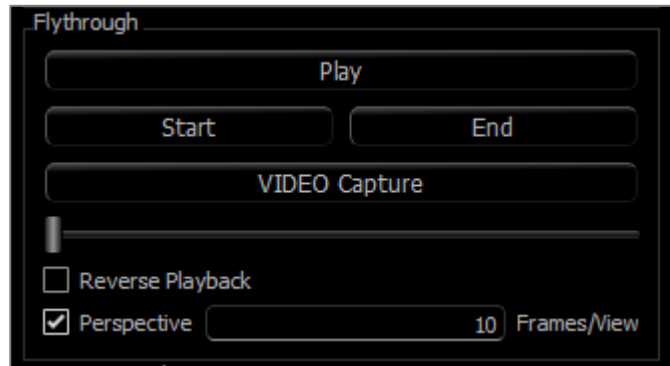 Flythrough
Play
Start End
VIDEO Capture
Reverse Playback
Perspective 10 Frames/View